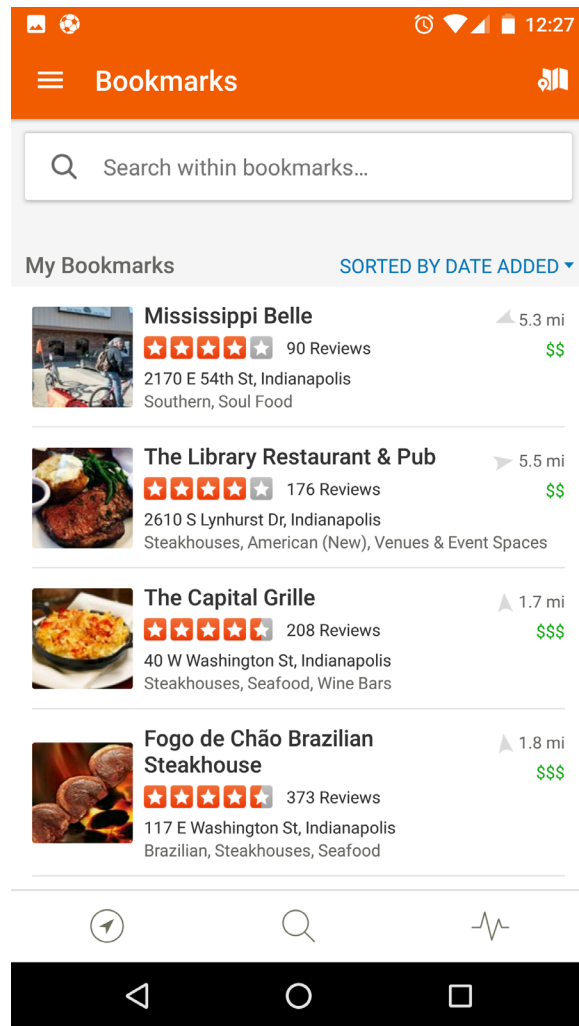 12:27
Bookmarks
Search within bookmarks...
My Bookmarks SORTED BY DATE ADDED
Mississippi Belle 5.3 mi
90 Reviews $$
2170 E 54th St, Indianapolis
Southern, Soul Food
The Library Restaurant & Pub 5.5 mi
176 Reviews $$
2610 S Lynhurst Dr, Indianapolis
Steakhouses, American (New), Venues & Event Spaces
The Capital Grille 1.7 mi
208 Reviews $$$
40 W Washington St, Indianapolis
Steakhouses, Seafood, Wine Bars
Fogo de Chão Brazilian 1.8 mi
Steakhouse $$$
373 Reviews
117 E Washington St, Indianapolis
Brazilian, Steakhouses, Seafood